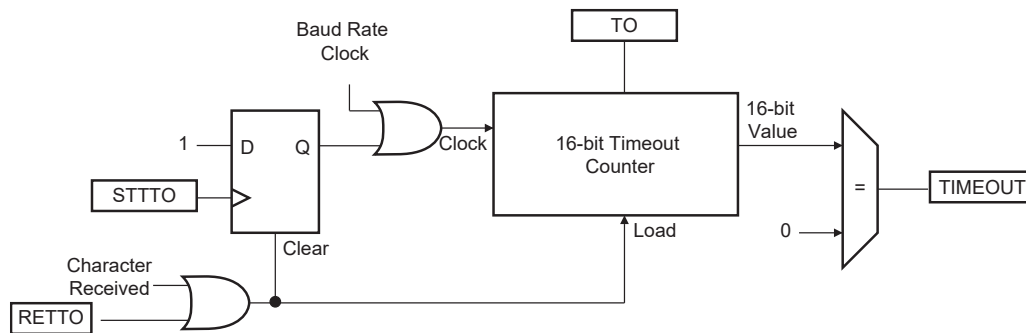 TO
Baud Rate
Clock
16-bit
Value
1
D
Q
Clock
16-bit Timeout
Counter
STTTO
=
TIMEOUT
Clear
Load
0
Character
Received
RETTO